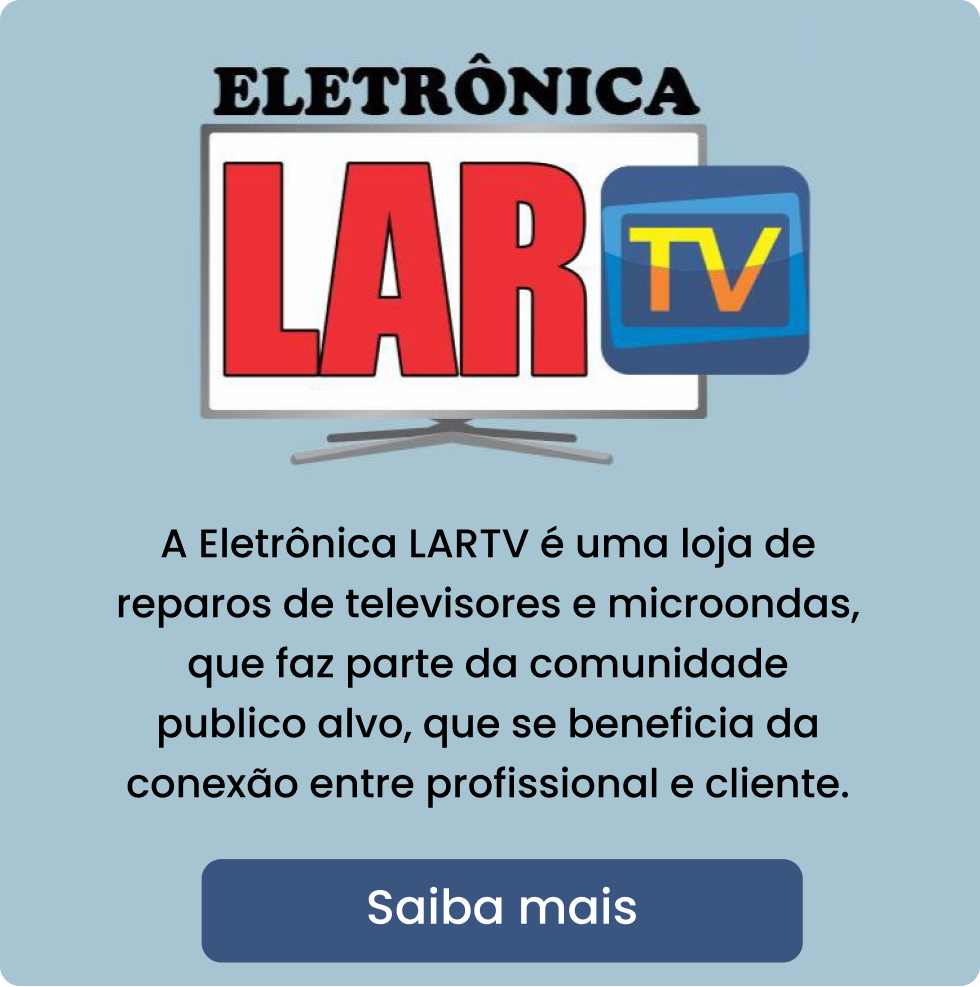 ELETRÔNICA
LAR TV
A Eletrônica LARTV é uma loja de
reparos de televisores e microondas,
que faz parte da comunidade
publico alvo, que se beneficia da
conexão entre profissional e cliente.
Saiba mais